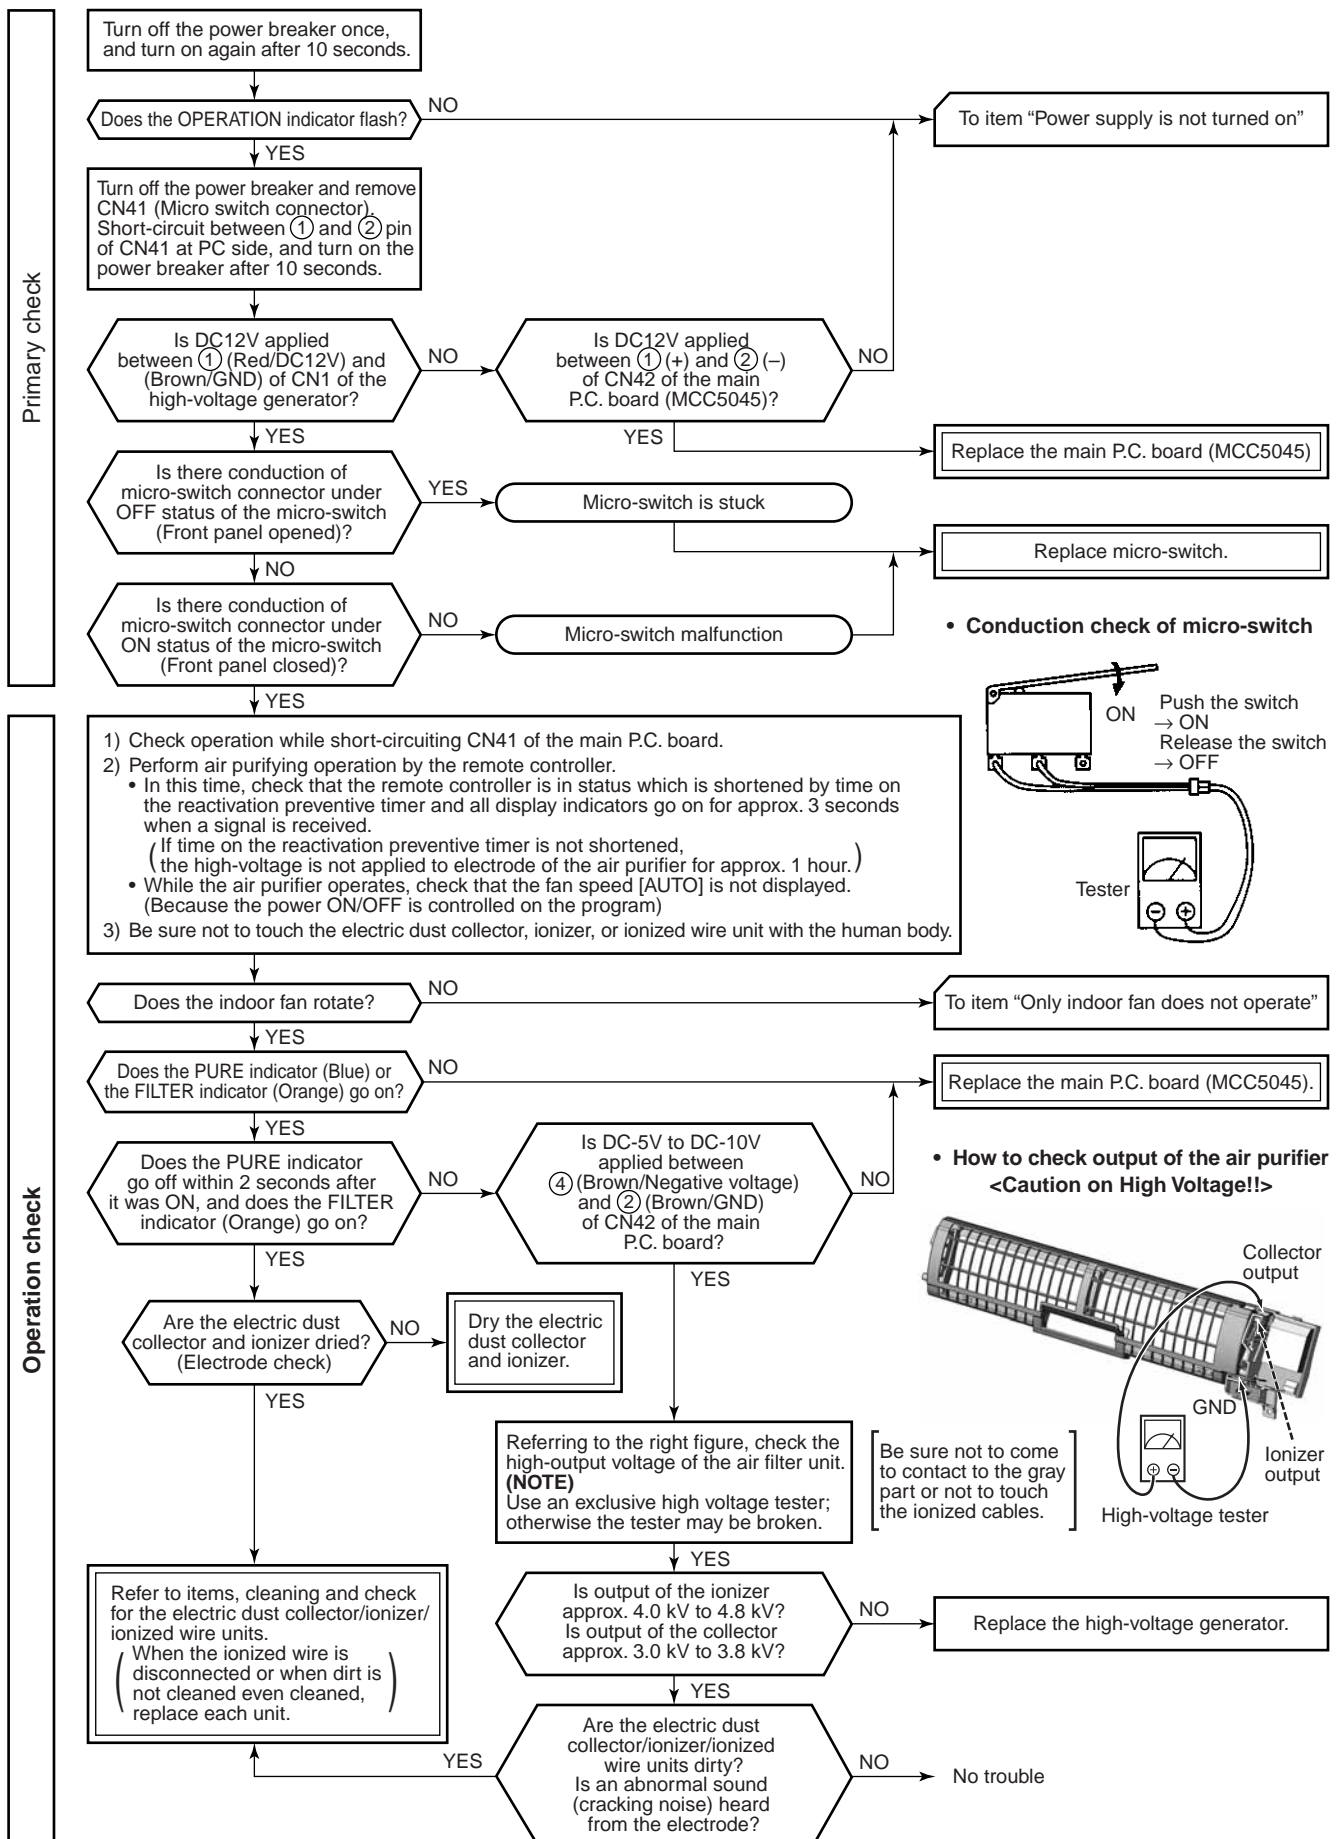 Primary check
Turn off the power breaker once,
and turn on again after 10 seconds.
Does the OPERATION indicator flash?
NO
To item “Power supply is not turned on”
YES
Turn off the power breaker and remove
CN41 (Micro switch connector).
Short-circuit between ① and ② pin
of CN41 at PC side, and turn on the
power breaker after 10 seconds.
Is DC12V applied
between ① (Red/DC12V) and
(Brown/GND) of CN1 of the
high-voltage generator?
NO
Is DC12V applied
between ① (+) and ② (–)
of CN42 of the main
P.C. board (MCC5045)?
NO
YES
YES
Replace the main P.C. board (MCC5045)
Is there conduction of
micro-switch connector under
OFF status of the micro-switch
(Front panel opened)?
YES
Micro-switch is stuck
Replace micro-switch.
NO
Is there conduction of
micro-switch connector under
ON status of the micro-switch
(Front panel closed)?
NO
Micro-switch malfunction
YES
• Conduction check of micro-switch
ON
Push the switch
→ ON
Release the switch
→ OFF
Tester
Operation check
1) Check operation while short-circuiting CN41 of the main P.C. board.
2) Perform air purifying operation by the remote controller.
• In this time, check that the remote controller is in status which is shortened by time on
the reactivation preventive timer and all display indicators go on for approx. 3 seconds
when a signal is received.
( If time on the reactivation preventive timer is not shortened,
the high-voltage is not applied to electrode of the air purifier for approx. 1 hour. )
• While the air purifier operates, check that the fan speed [AUTO] is not displayed.
(Because the power ON/OFF is controlled on the program)
3) Be sure not to touch the electric dust collector, ionizer, or ionized wire unit with the human body.
Does the indoor fan rotate?
NO
To item “Only indoor fan does not operate”
YES
Does the PURE indicator (Blue) or
the FILTER indicator (Orange) go on?
NO
Replace the main P.C. board (MCC5045).
YES
Does the PURE indicator
go off within 2 seconds after
it was ON, and does the FILTER
indicator (Orange) go on?
NO
Is DC-5V to DC-10V
applied between
④ (Brown/Negative voltage)
and ② (Brown/GND)
of CN42 of the main
P.C. board?
NO
YES
YES
• How to check output of the air purifier
<Caution on High Voltage!!>
Collector
output
GND
Ionizer
output
High-voltage tester
Are the electric dust
collector and ionizer dried?
(Electrode check)
NO
Dry the electric
dust collector
and ionizer.
YES
Referring to the right figure, check the
high-output voltage of the air filter unit.
(NOTE)
Use an exclusive high voltage tester;
otherwise the tester may be broken.
[Be sure not to come
to contact to the gray
part or not to touch
the ionized cables.]
YES
Is output of the ionizer
approx. 4.0 kV to 4.8 kV?
Is output of the collector
approx. 3.0 kV to 3.8 kV?
NO
Replace the high-voltage generator.
YES
Refer to items, cleaning and check
for the electric dust collector/ionizer/
ionized wire units.
( When the ionized wire is
disconnected or when dirt is
not cleaned even cleaned,
replace each unit. )
Are the electric dust
collector/ionizer/ionized
wire units dirty?
Is an abnormal sound
(cracking noise) heard
from the electrode?
YES
NO
No trouble